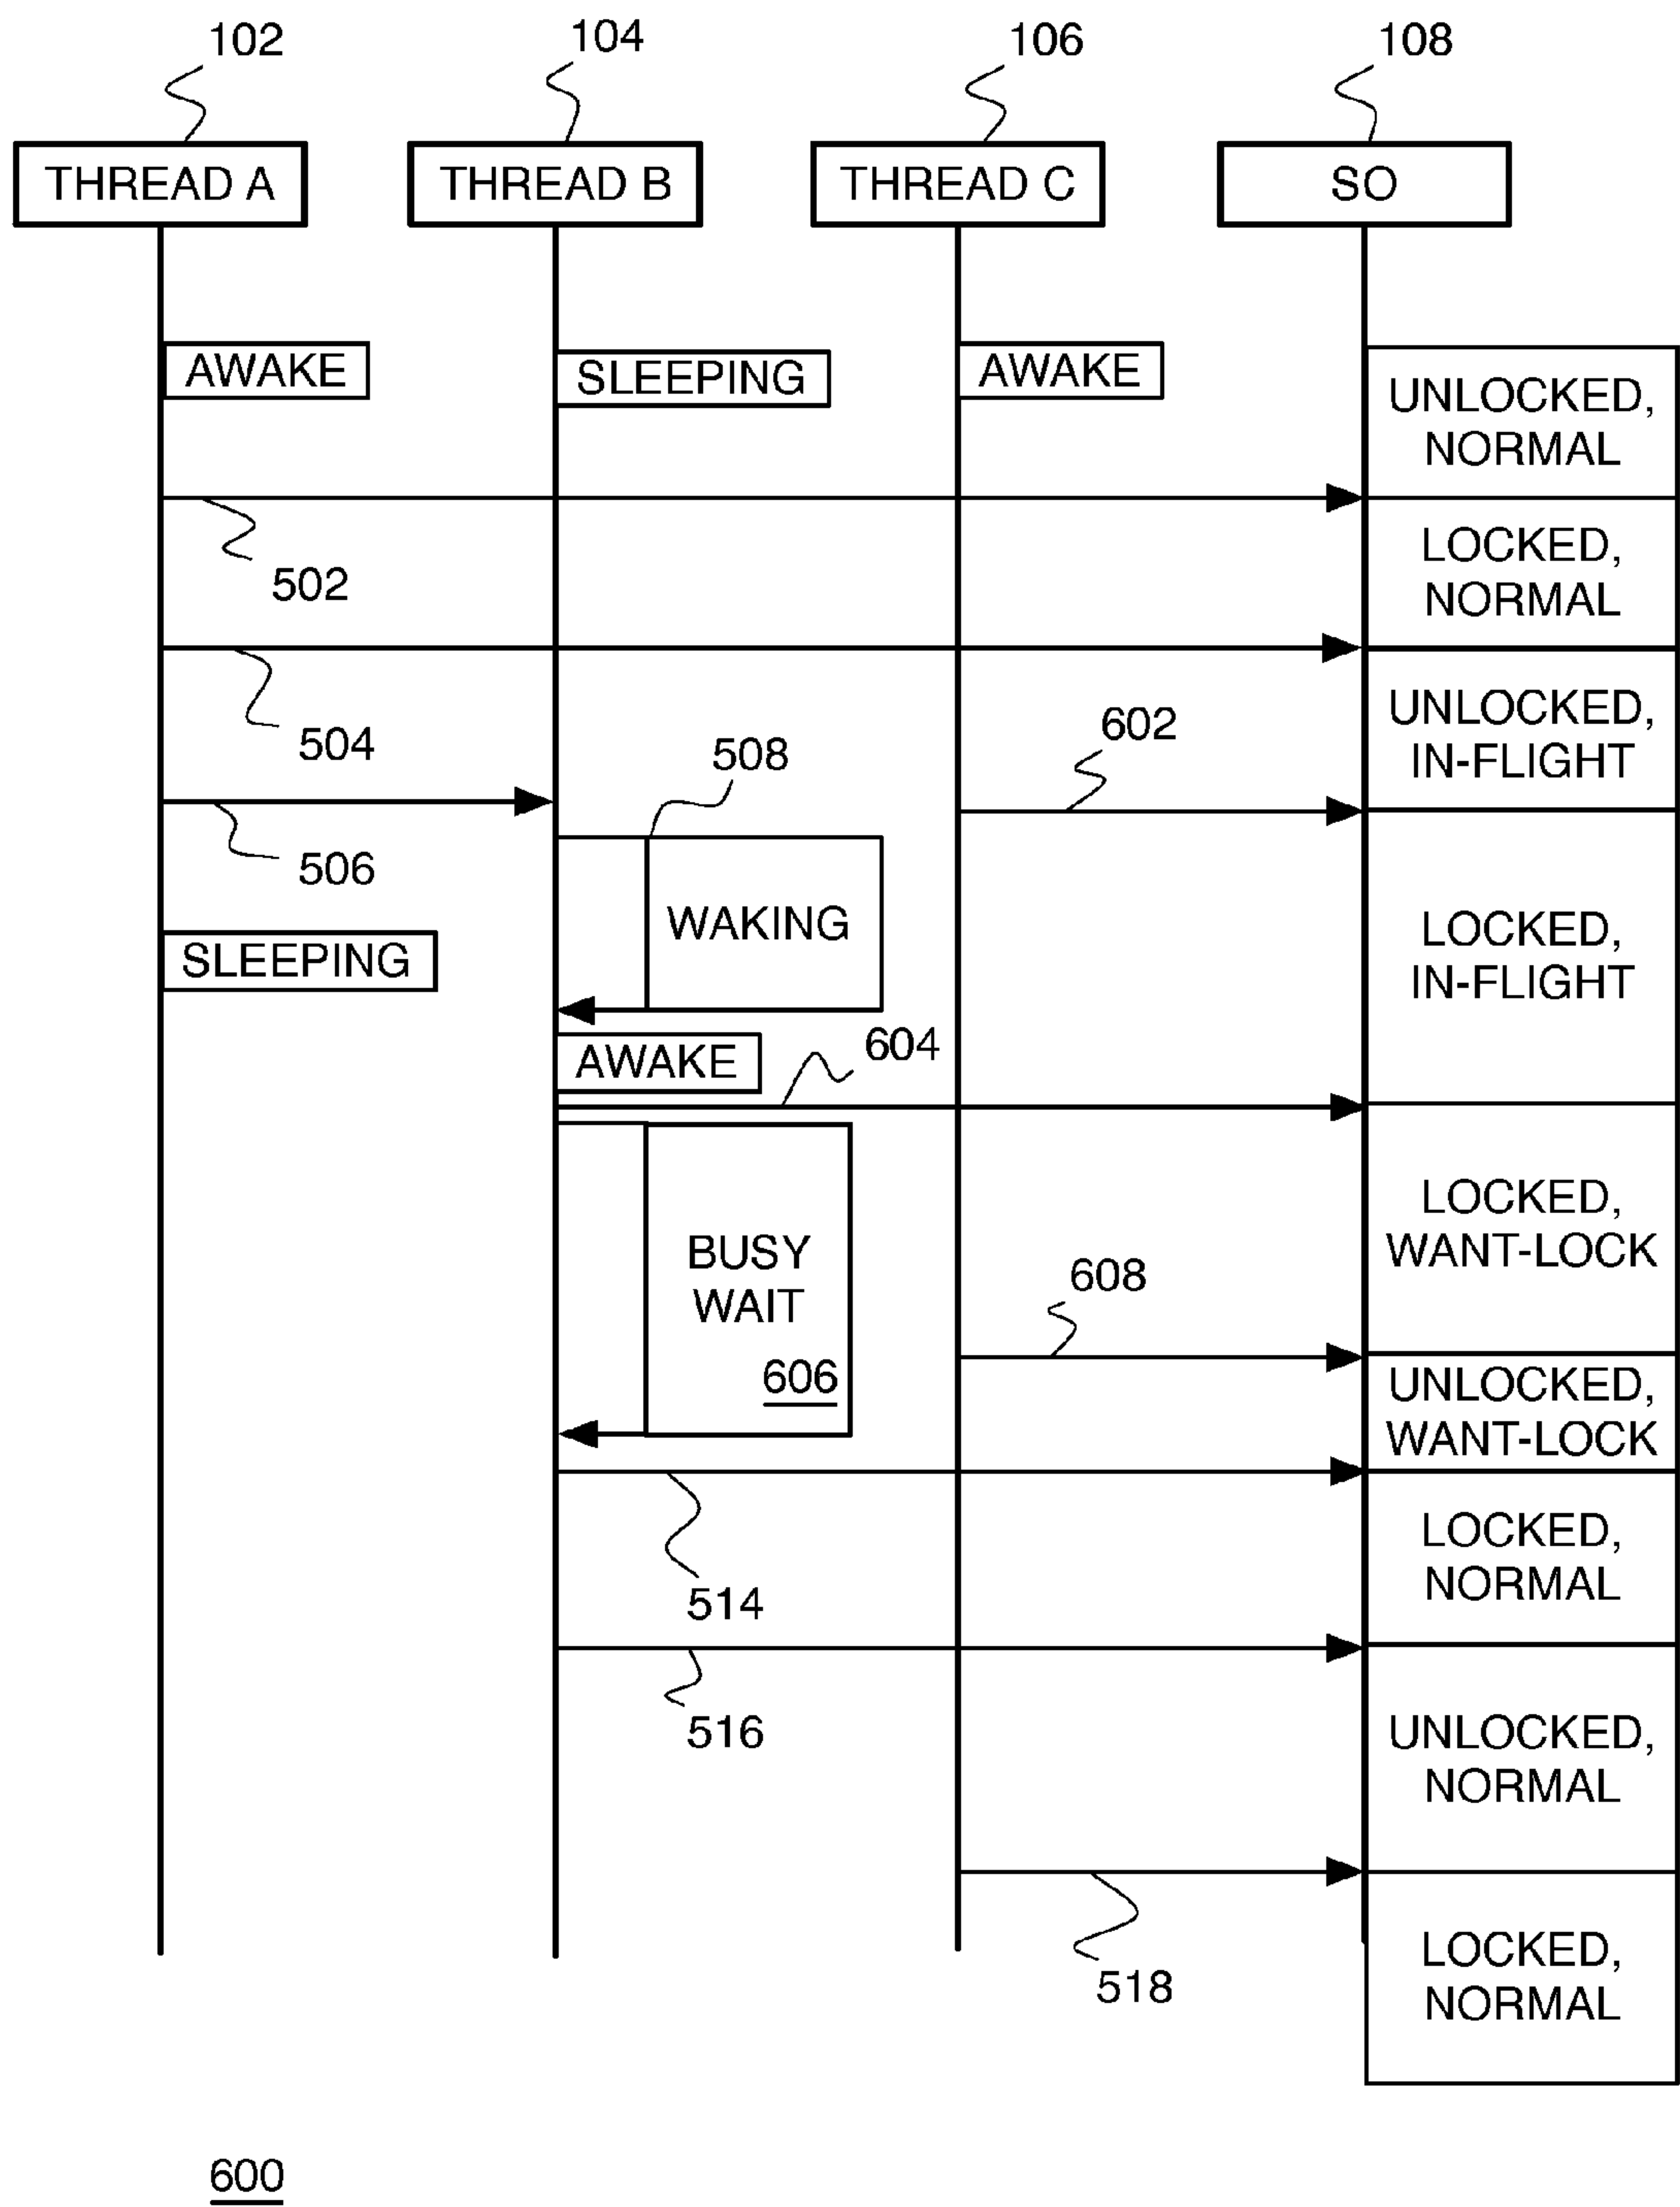 102
104
106
108
THREAD A
THREAD B
THREAD C
SO
AWAKE
SLEEPING
AWAKE
UNLOCKED,
NORMAL
502
LOCKED,
NORMAL
504
UNLOCKED,
IN-FLIGHT
602
508
506
WAKING
LOCKED,
IN-FLIGHT
SLEEPING
604
AWAKE
LOCKED,
WANT-LOCK
BUSY
WAIT
606
608
UNLOCKED,
WANT-LOCK
514
LOCKED,
NORMAL
516
UNLOCKED,
NORMAL
518
LOCKED,
NORMAL
600